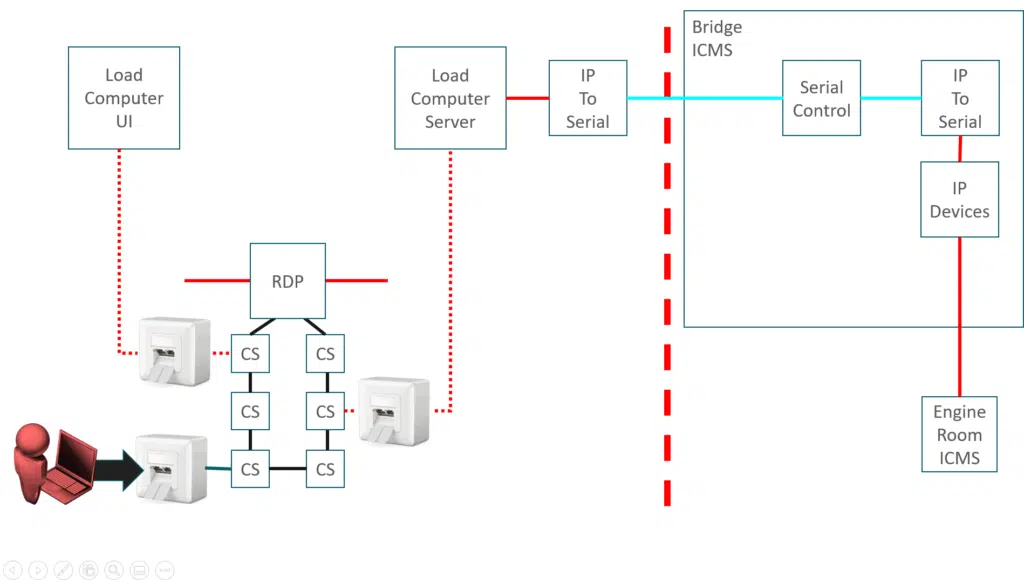 Bridge
ICMS
Load
Computer
UI
Load
Computer
Server
IP
To
Serial
Serial
Control
IP
To
Serial
IP
Devices
RDP
CS
CS
CS
CS
CS
CS
Engine
Room
ICMS